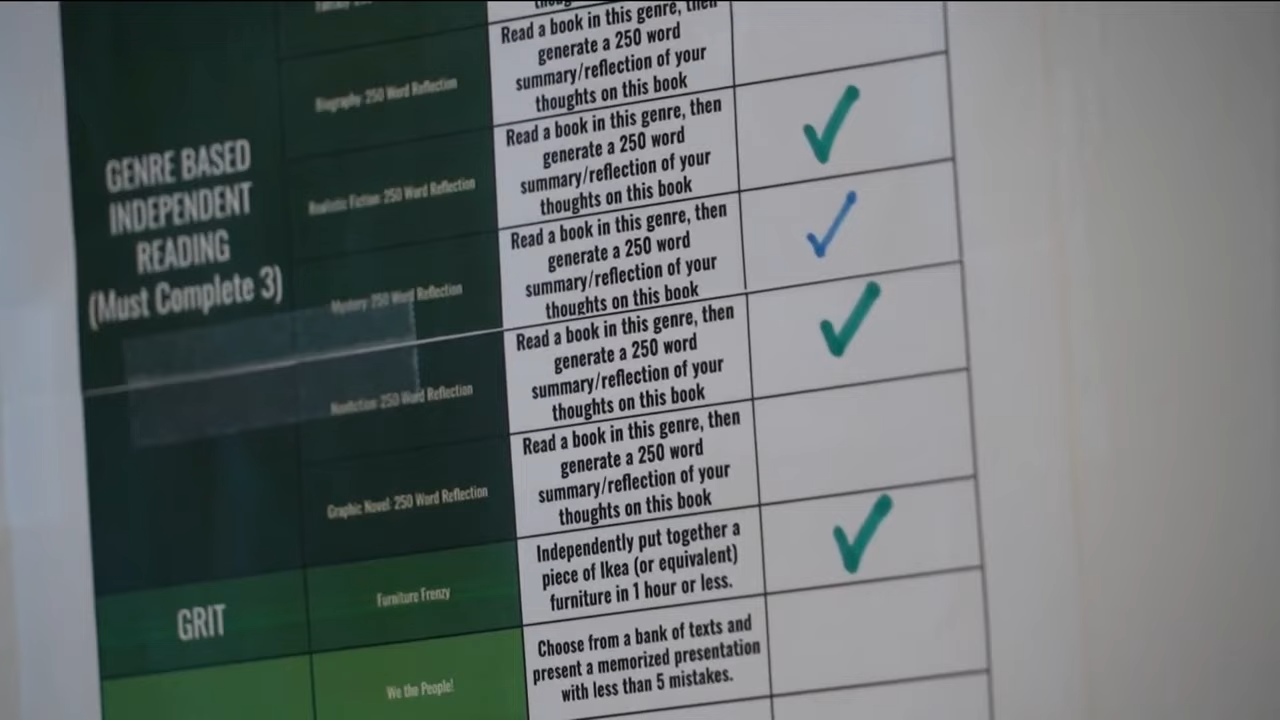 Read a book in this genre, then
generate a 250 word
summary/reflection of your
thoughts on this book
Biography: 250 Word Reflection
GENRE BASED
INDEPENDENT
READING
(Must Complete 3)
Realistic Fiction: 250 Word Reflection
Read a book in this genre, then
generate a 250 word
summary/reflection of your
thoughts on this book
Mystery: 250 Word Reflection
Read a book in this genre, then
generate a 250 word
summary/reflection of your
thoughts on this book
Nonfiction: 250 Word Reflection
Read a book in this genre, then
generate a 250 word
summary/reflection of your
thoughts on this book
Graphic Novel: 250 Word Reflection
Read a book in this genre, then
generate a 250 word
summary/reflection of your
thoughts on this book
GRIT
Furniture Frenzy
Independently put together a
piece of Ikea (or equivalent)
furniture in 1 hour or less.
We the People!
Choose from a bank of texts and
present a memorized presentation
with less than 5 mistakes.